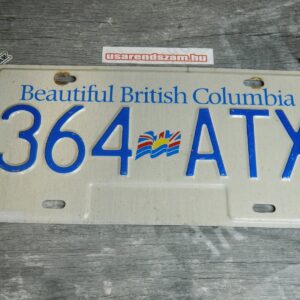 usarendszam.hu
Beautiful British Columbia
364 ATX